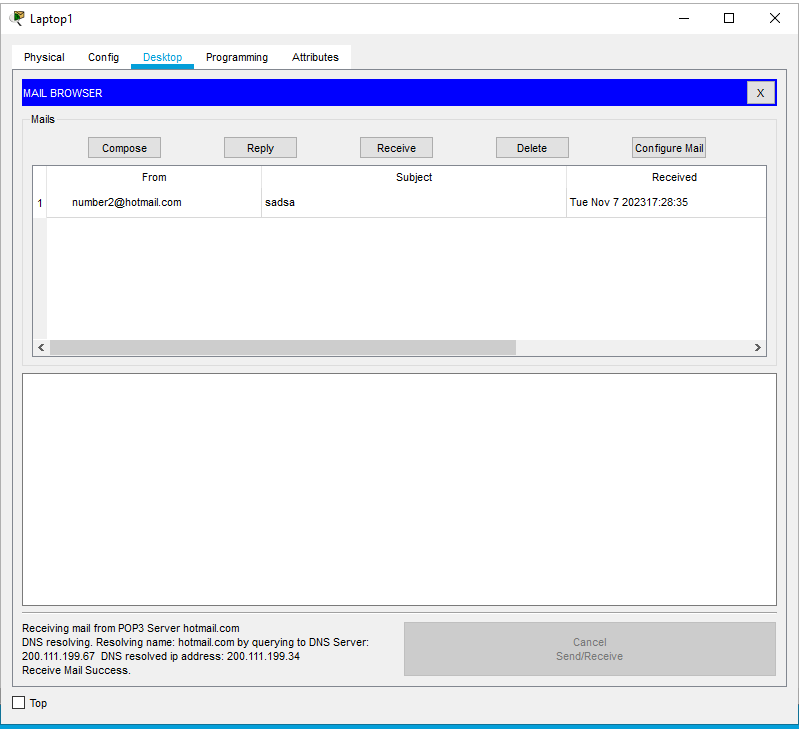 Laptop1
Physical Config Desktop Programming Attributes
MAIL BROWSER X
Mails
Compose Reply Receive Delete Configure Mail
From Subject Received
1 number2@hotmail.com sadsa Tue Nov 7 202317:28:35
Receiving mail from POP3 Server hotmail.com
DNS resolving. Resolving name: hotmail.com by querying to DNS Server:
200.111.199.67 DNS resolved ip address: 200.111.199.34
Receive Mail Success.
Cancel
Send/Receive
Top